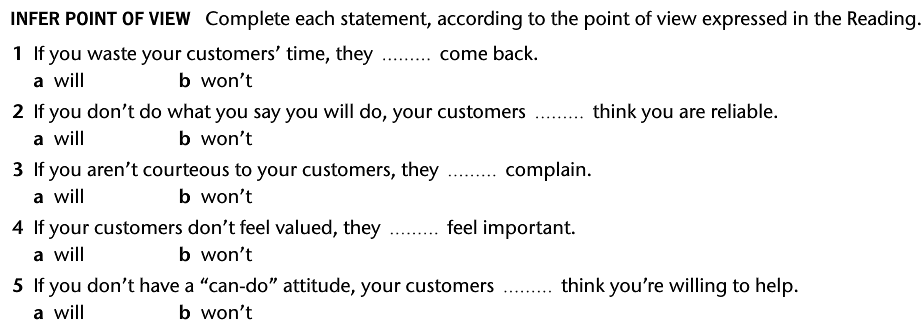 INFER POINT OF VIEW Complete each statement, according to the point of view expressed in the Reading.
1 If you waste your customers' time, they ......... come back.
a will b won't
2 If you don't do what you say you will do, your customers ......... think you are reliable.
a will b won't
3 If you aren't courteous to your customers, they ......... complain.
a will b won't
4 If your customers don't feel valued, they ......... feel important.
a will b won't
5 If you don't have a “can-do” attitude, your customers ......... think you're willing to help.
a will b won't